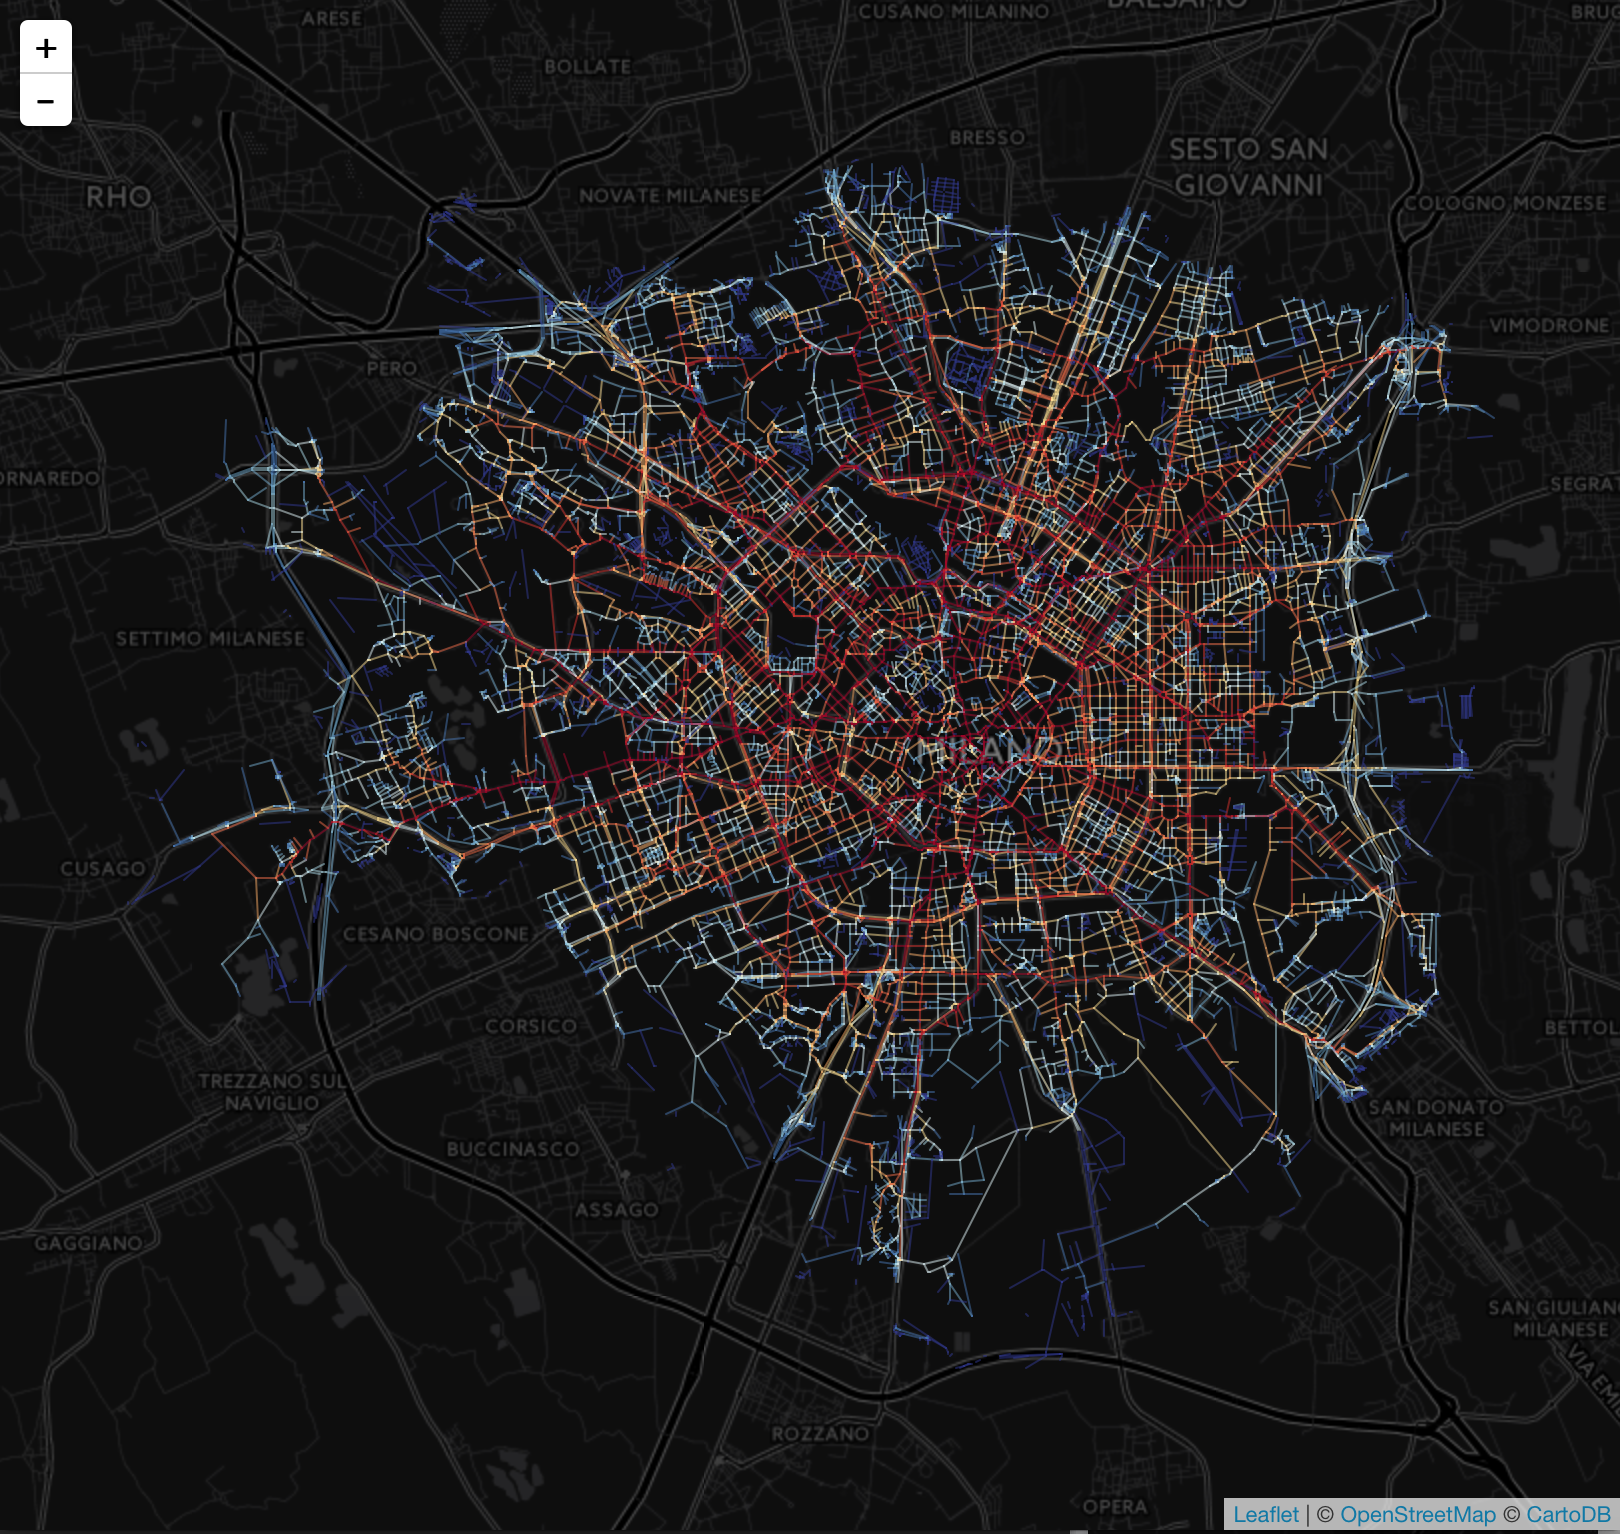 +
−
ARESE
CUSANO MILANINO
BALSAMO
BOLLATE
BRESSO
SESTO SAN
GIOVANNI
RHO
NOVATE MILANESE
COLOGNO MONZESE
VIMODRONE
PERO
ORNAREDO
SEGRAT
SETTIMO MILANESE
MILANO
CUSAGO
CESANO BOSCONE
CORSICO
BETTOL
TREZZANO SUL
NAVIGLIO
SAN DONATO
MILANESE
BUCCINASCO
ASSAGO
GAGGIANO
SAN GIULIAN
MILANESE
VIA EMI
ROZZANO
OPERA
Leaflet | © OpenStreetMap © CartoDB